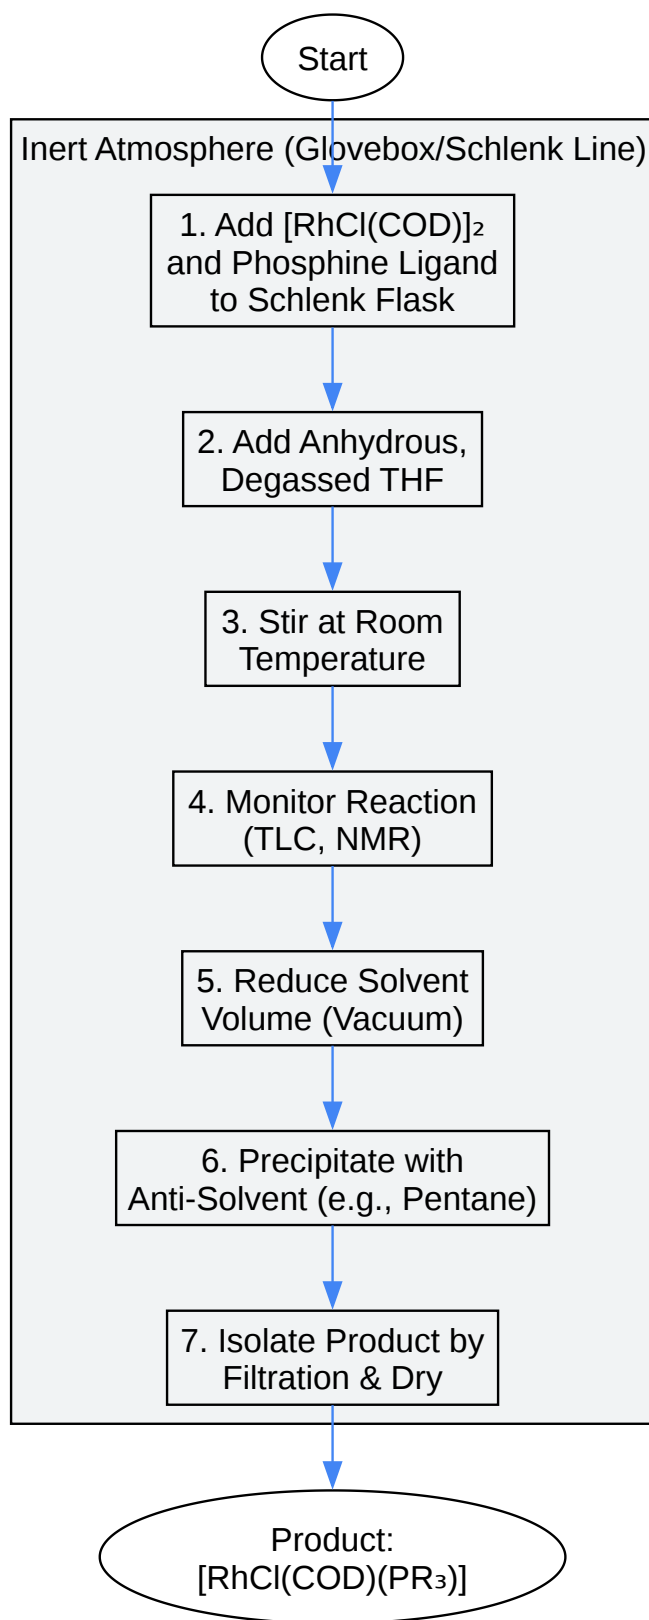 Start
Inert Atmosphere (Glovebox/Schlenk Line)
1. Add [RhCl(COD)]₂
and Phosphine Ligand
to Schlenk Flask
2. Add Anhydrous,
Degassed THF
3. Stir at Room
Temperature
4. Monitor Reaction
(TLC, NMR)
5. Reduce Solvent
Volume (Vacuum)
6. Precipitate with
Anti-Solvent (e.g., Pentane)
7. Isolate Product by
Filtration & Dry
Product:
[RhCl(COD)(PR₃)]